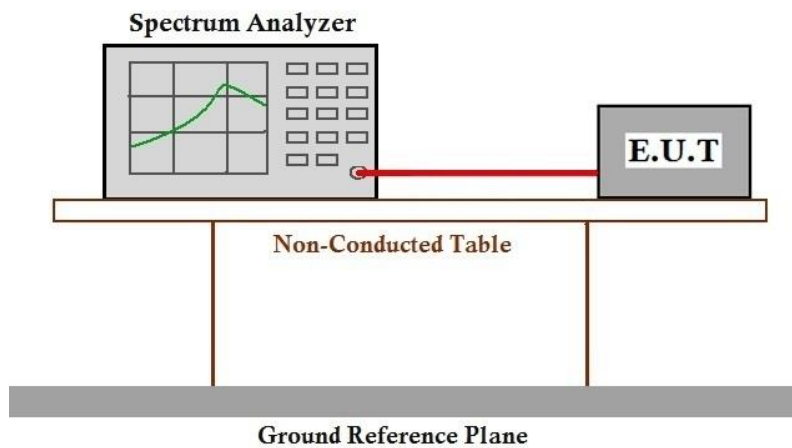 Spectrum Analyzer
E.U.T
Non-Conducted Table
Ground Reference Plane